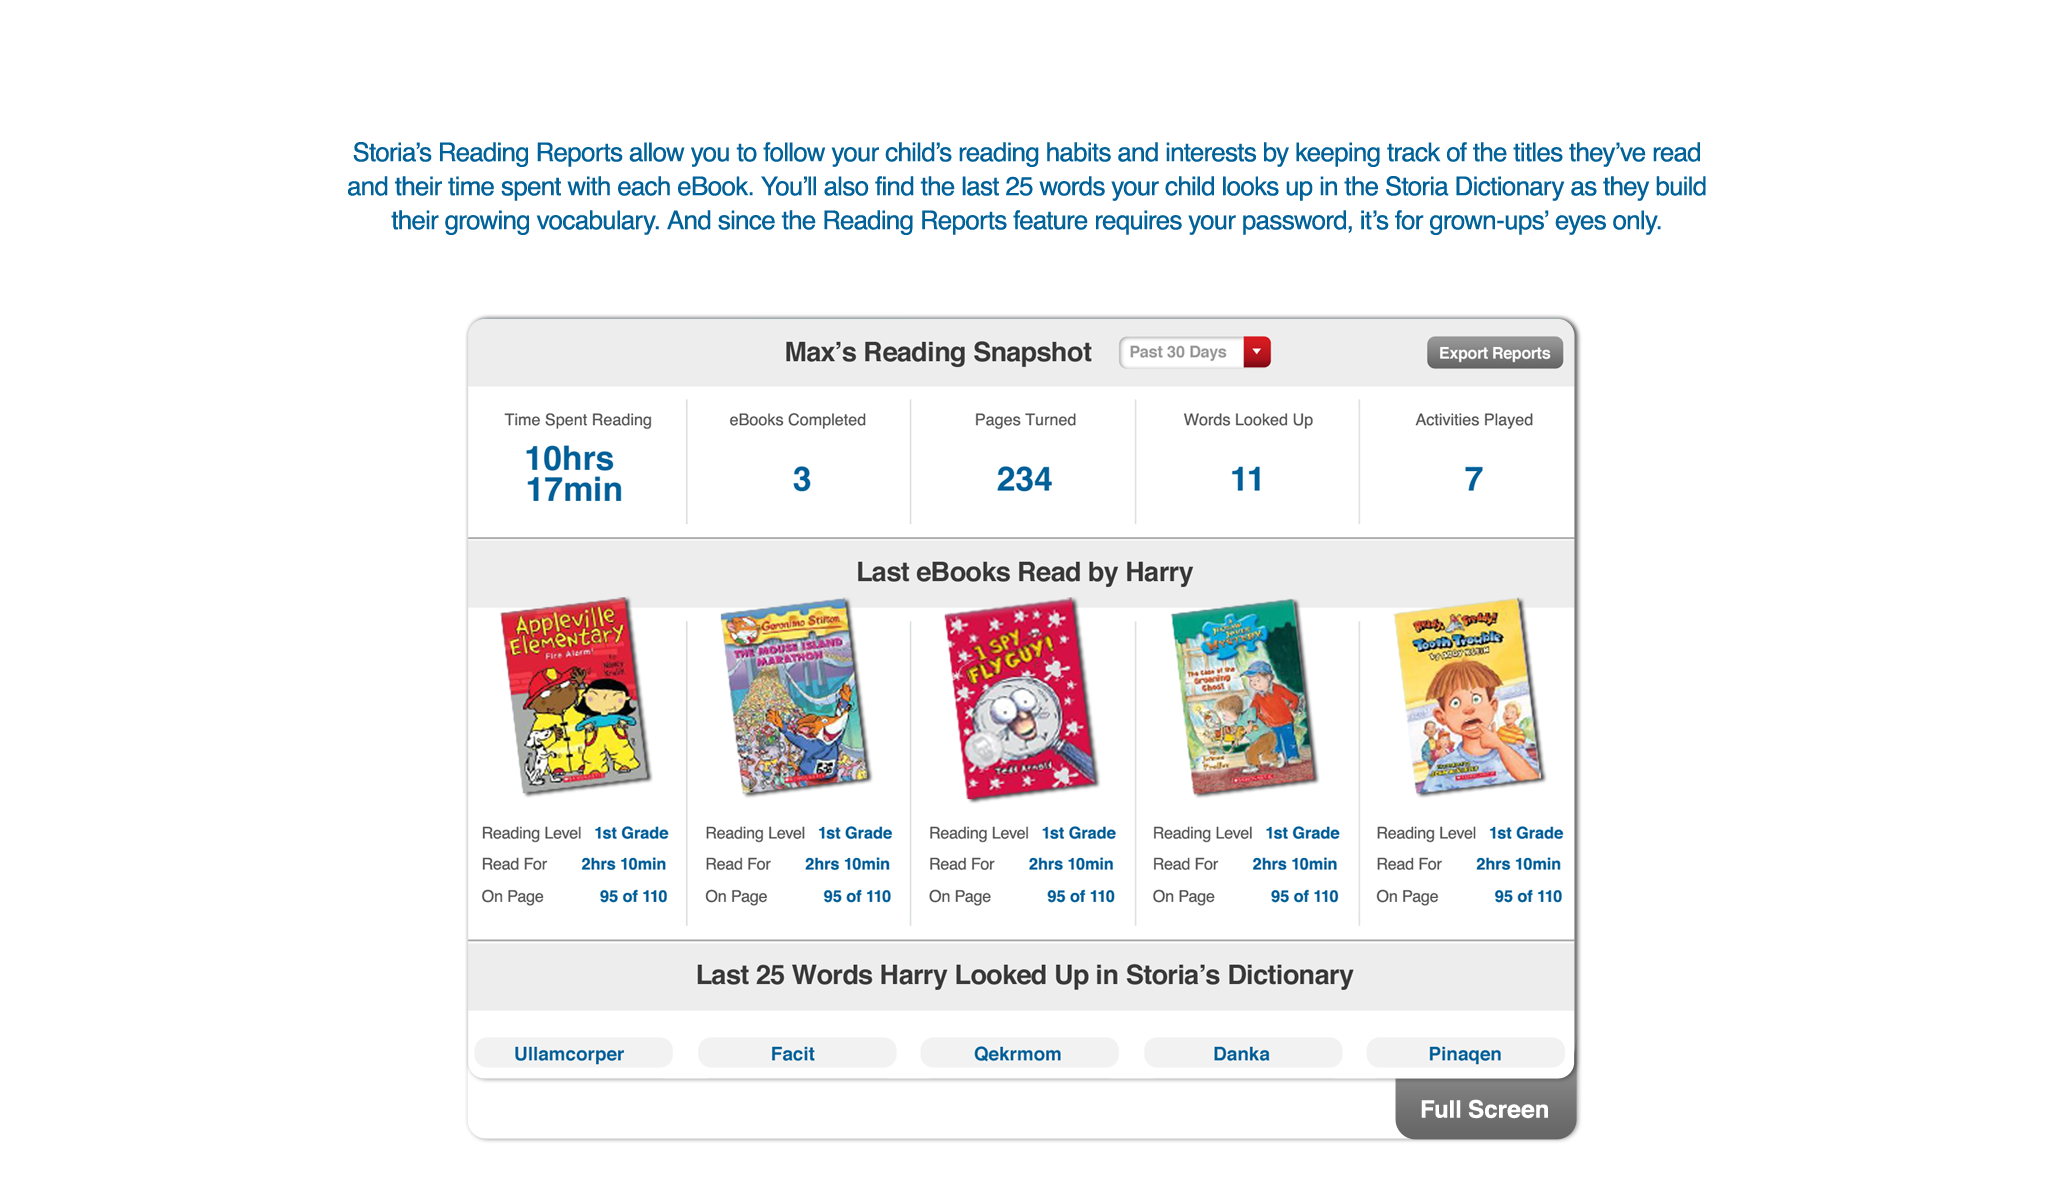 Storia’s Reading Reports allow you to follow your child’s reading habits and interests by keeping track of the titles they’ve read
and their time spent with each eBook. You’ll also find the last 25 words your child looks up in the Storia Dictionary as they build
their growing vocabulary. And since the Reading Reports feature requires your password, it’s for grown-ups’ eyes only.
Max’s Reading Snapshot
Past 30 Days
Export Reports
Time Spent Reading
10hrs
17min
eBooks Completed
3
Pages Turned
234
Words Looked Up
11
Activities Played
7
Last eBooks Read by Harry
Appleville
Elementary
Fire Alarm!
Nancy
Geronimo Stilton
THE MOUSE ISLAND
MARATHON
I SPY
FLY GUY!
Tedd Arnold
JIGSAW
JONES
MYSTERY
The Case of the
Groaning
Ghost
Ready, Freddy!
Tooth Trouble
by ABBY KLEIN
SCHOLASTIC
Reading Level 1st Grade
Read For 2hrs 10min
On Page 95 of 110
Reading Level 1st Grade
Read For 2hrs 10min
On Page 95 of 110
Reading Level 1st Grade
Read For 2hrs 10min
On Page 95 of 110
Reading Level 1st Grade
Read For 2hrs 10min
On Page 95 of 110
Reading Level 1st Grade
Read For 2hrs 10min
On Page 95 of 110
Last 25 Words Harry Looked Up in Storia’s Dictionary
Ullamcorper
Facit
Qekrmom
Danka
Pinaqen
Full Screen